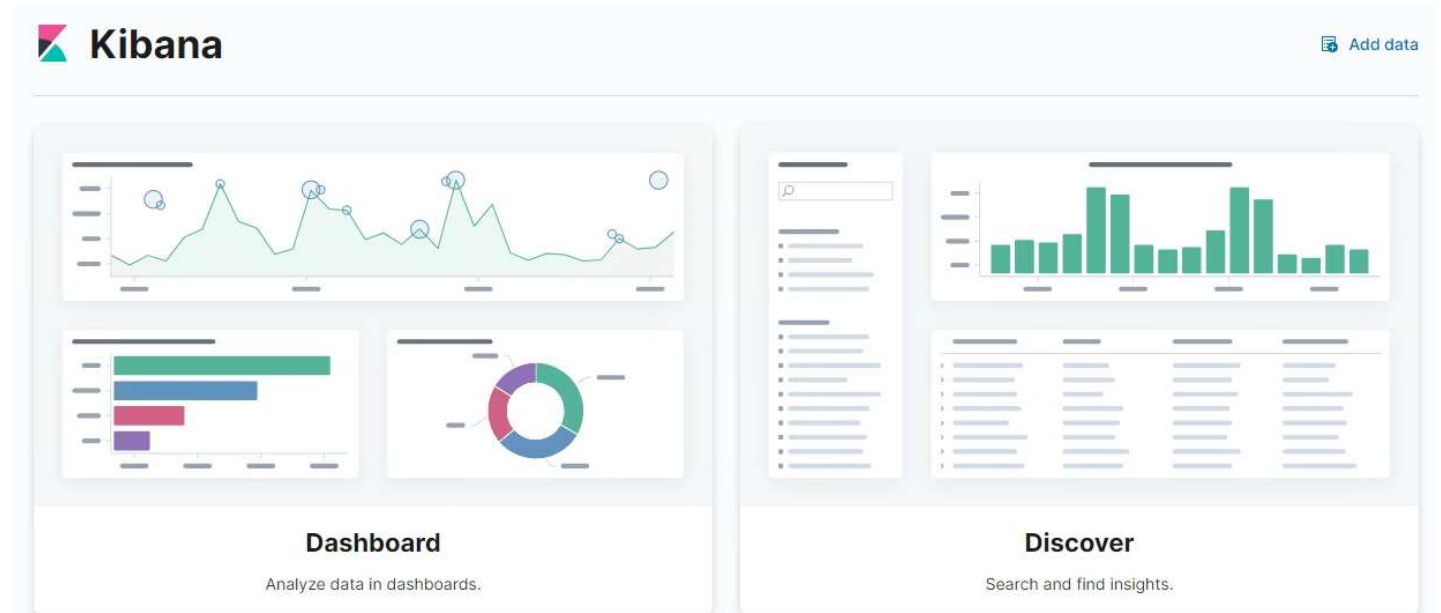 Kibana
Add data
Dashboard
Analyze data in dashboards.
Discover
Search and find insights.